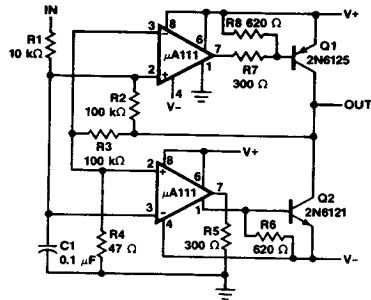 IN
R1
10 kΩ
3
8
R8 620 Ω
V+
6
µA111
7
R7
300 Ω
Q1
2N6125
2
1
4
V−
R2
100 kΩ
OUT
R3
100 kΩ
2
8
V+
6
µA111
7
1
3
4
Q2
2N6121
R5
300 Ω
R6
620 Ω
C1
0.1 µF
R4
47 Ω
V−
−
+
+
−